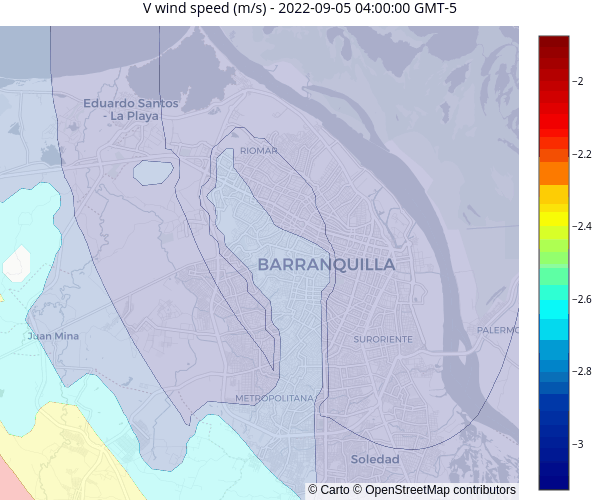 V wind speed (m/s) - 2022-09-05 04:00:00 GMT-5
Eduardo Santos
- La Playa
RIOMAR
BARRANQUILLA
Juan Mina
SURORIENTE
PALERMO
METROPOLITANA
Soledad
© Carto © OpenStreetMap contributors
−2
−2.2
−2.4
−2.6
−2.8
−3